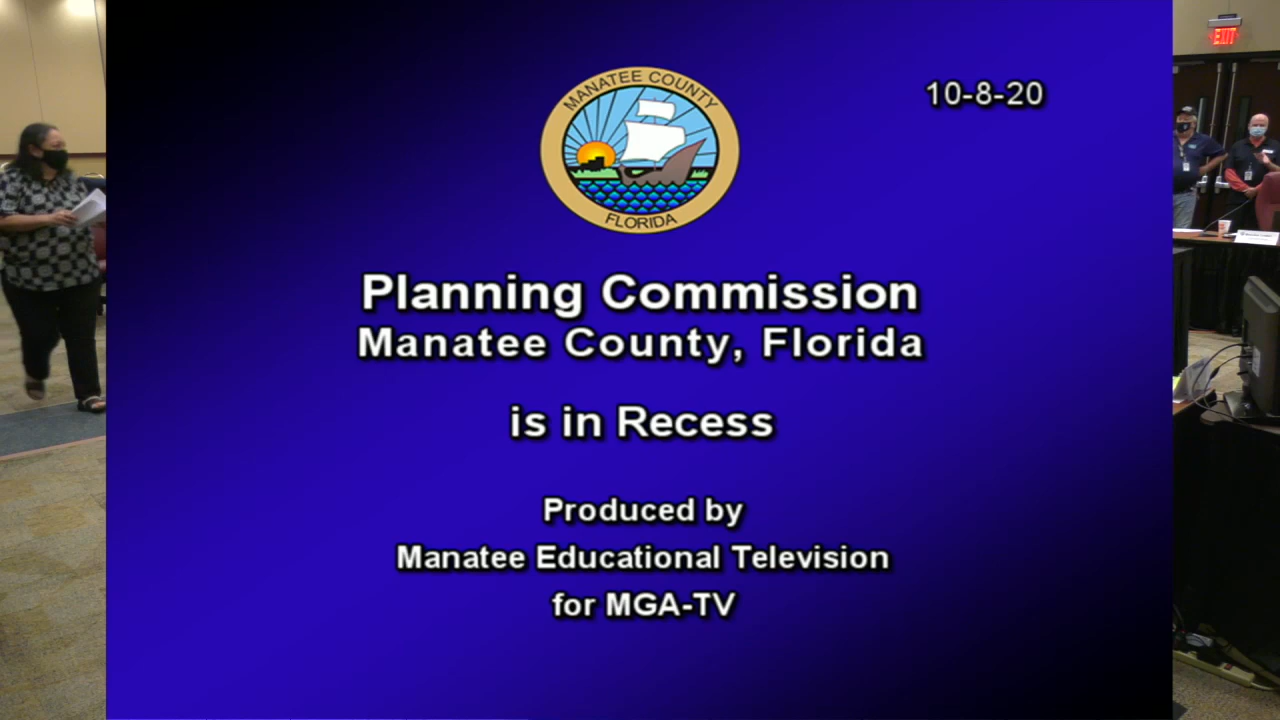 EXIT
MANATEE COUNTY
10-8-20
FLORIDA
Planning Commission
Manatee County, Florida
is in Recess
Produced by
Manatee Educational Television
for MGA-TV